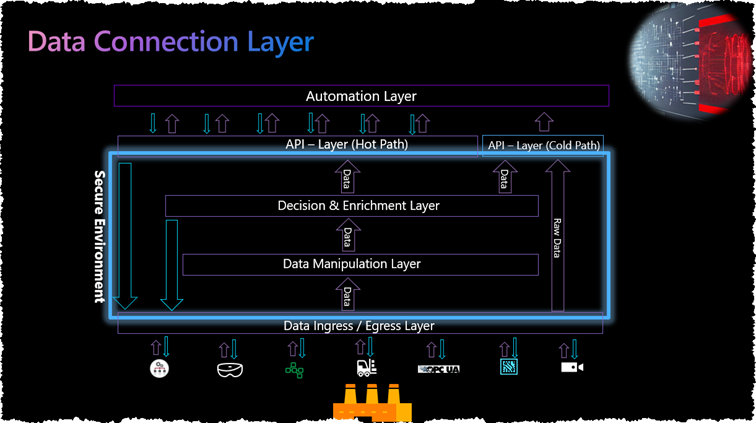 Data Connection Layer
Automation Layer
API – Layer (Hot Path)
API – Layer (Cold Path)
Secure Environment
Data
Data
Decision & Enrichment Layer
Data
Raw Data
Data Manipulation Layer
Data
Data Ingress / Egress Layer
OPC UA